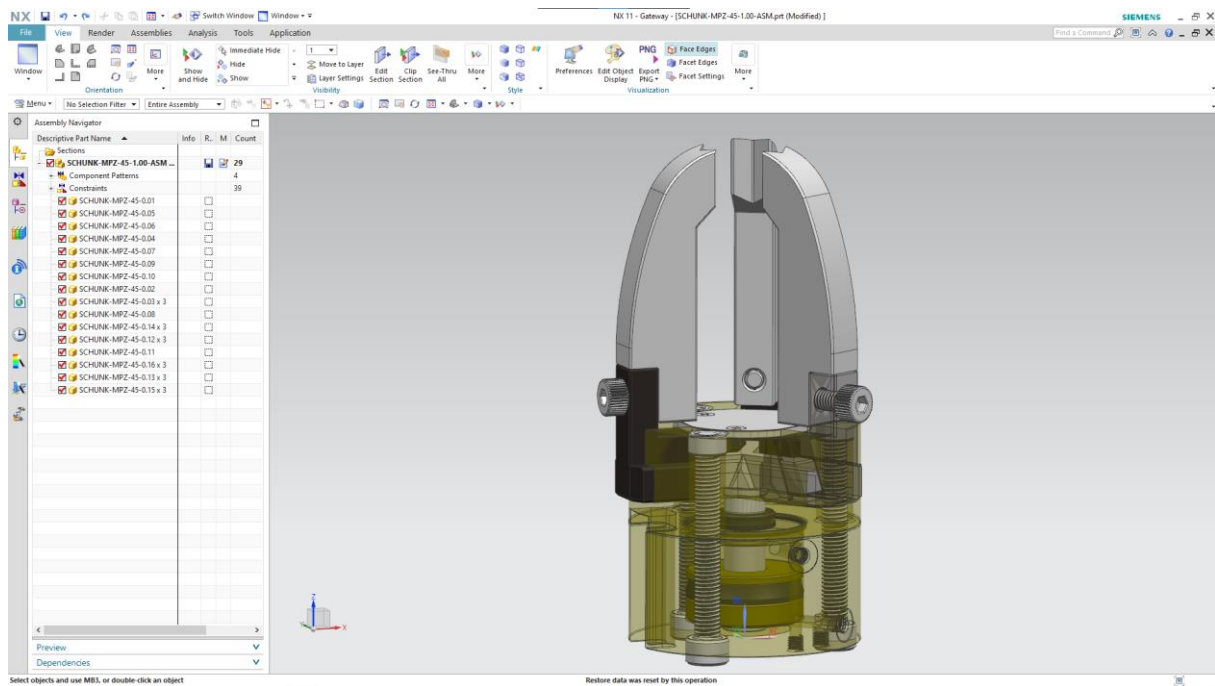 NX Switch Window Window NX 11 - Gateway - [SCHUNK-MPZ-45-1.00-ASM.prt (Modified) ] SIEMENS
File View Render Assemblies Analysis Tools Application Find a Command
Window
More
Orientation
Show and Hide
Immediate Hide
Hide
Show
1
Move to Layer
Layer Settings
Edit Section
Clip Section
See-Thru All
More
Visibility
Style
Preferences
Edit Object Display
PNG
Export PNG
Face Edges
Facet Edges
Facet Settings
More
Visualization
Menu No Selection Filter Entire Assembly
Assembly Navigator
Descriptive Part Name Info R.. M Count
Sections
SCHUNK-MPZ-45-1.00-ASM ... 29
Component Patterns 4
Constraints 39
SCHUNK-MPZ-45-0.01
SCHUNK-MPZ-45-0.05
SCHUNK-MPZ-45-0.06
SCHUNK-MPZ-45-0.04
SCHUNK-MPZ-45-0.07
SCHUNK-MPZ-45-0.09
SCHUNK-MPZ-45-0.10
SCHUNK-MPZ-45-0.02
SCHUNK-MPZ-45-0.03 x 3
SCHUNK-MPZ-45-0.08
SCHUNK-MPZ-45-0.14 x 3
SCHUNK-MPZ-45-0.12 x 3
SCHUNK-MPZ-45-0.11
SCHUNK-MPZ-45-0.16 x 3
SCHUNK-MPZ-45-0.13 x 3
SCHUNK-MPZ-45-0.15 x 3
Z
X
Preview
Dependencies
Select objects and use MB3, or double-click an object Restore data was reset by this operation